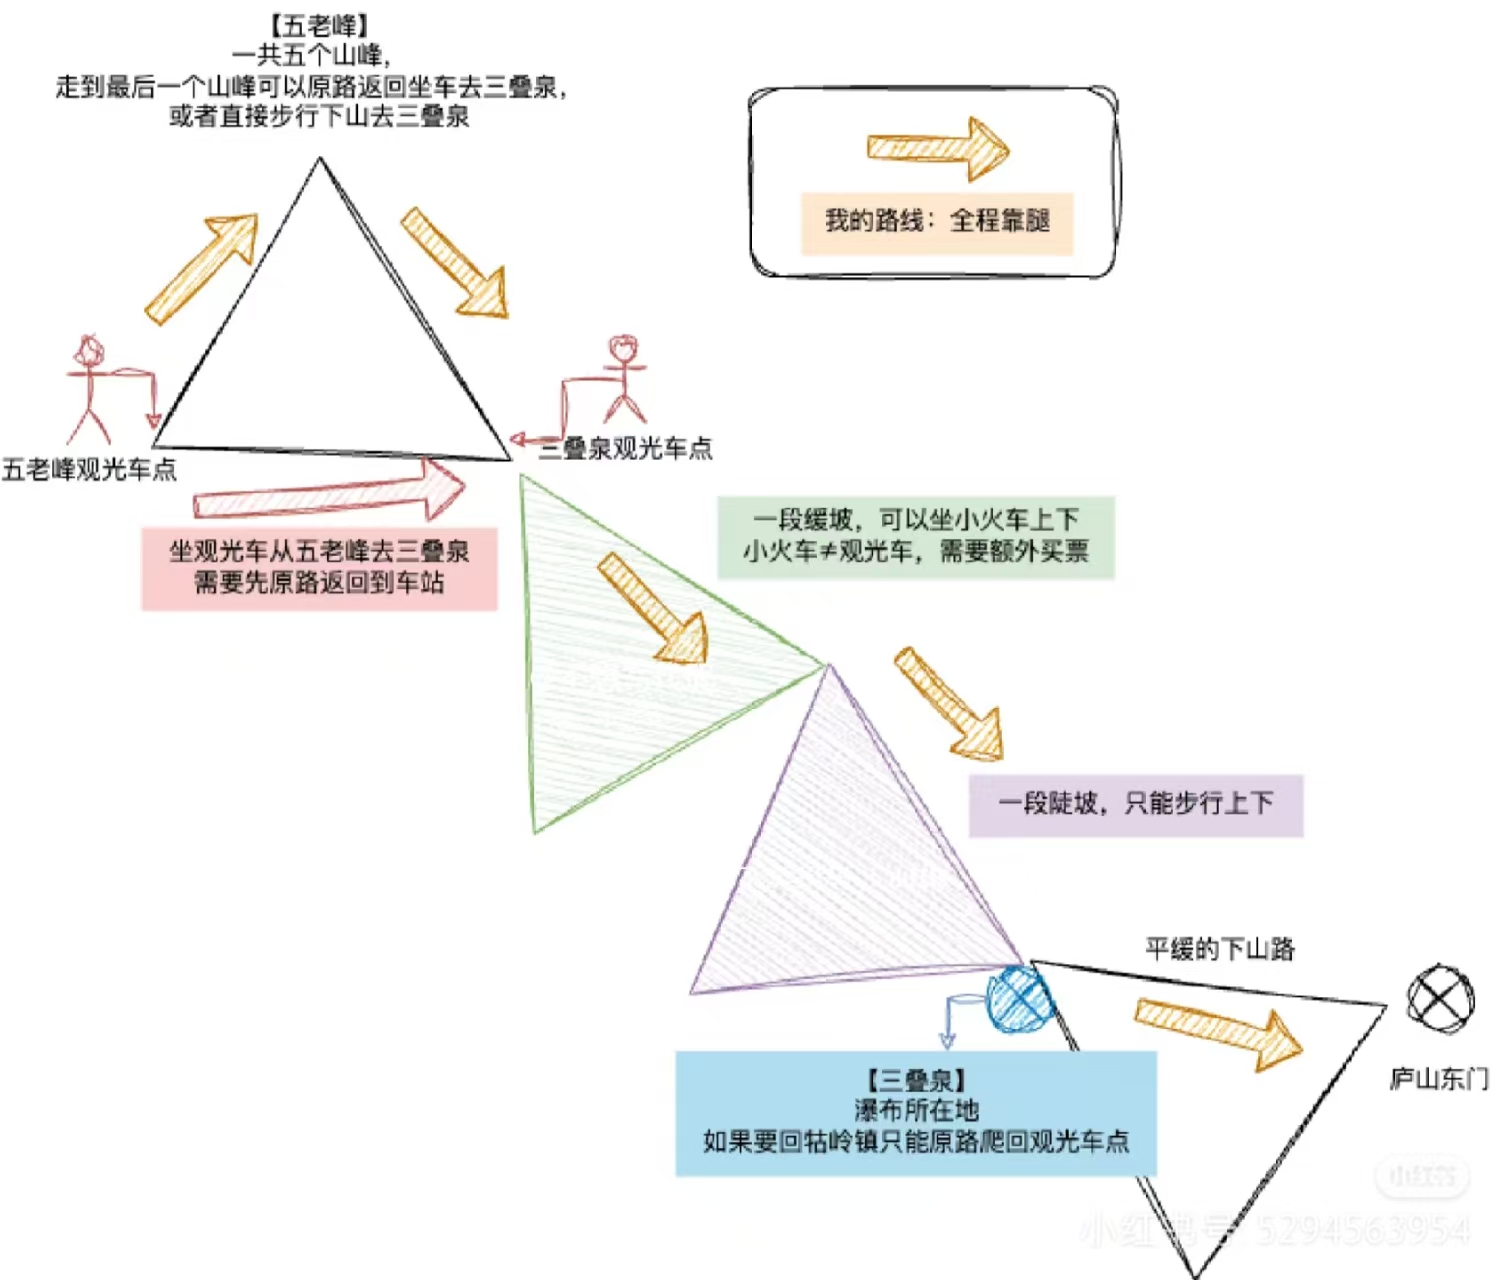 【五老峰】
一共五个山峰，
走到最后一个山峰可以原路返回坐车去三叠泉，
或者直接步行下山去三叠泉
我的路线：全程靠腿
三叠泉观光车点
五老峰观光车点
坐观光车从五老峰去三叠泉
需要先原路返回到车站
一段缓坡，可以坐小火车上下
小火车≠观光车，需要额外买票
一段陡坡，只能步行上下
平缓的下山路
庐山东门
【三叠泉】
瀑布所在地
如果要回牯岭镇只能原路爬回观光车点
小红书
小红书号 5294563954